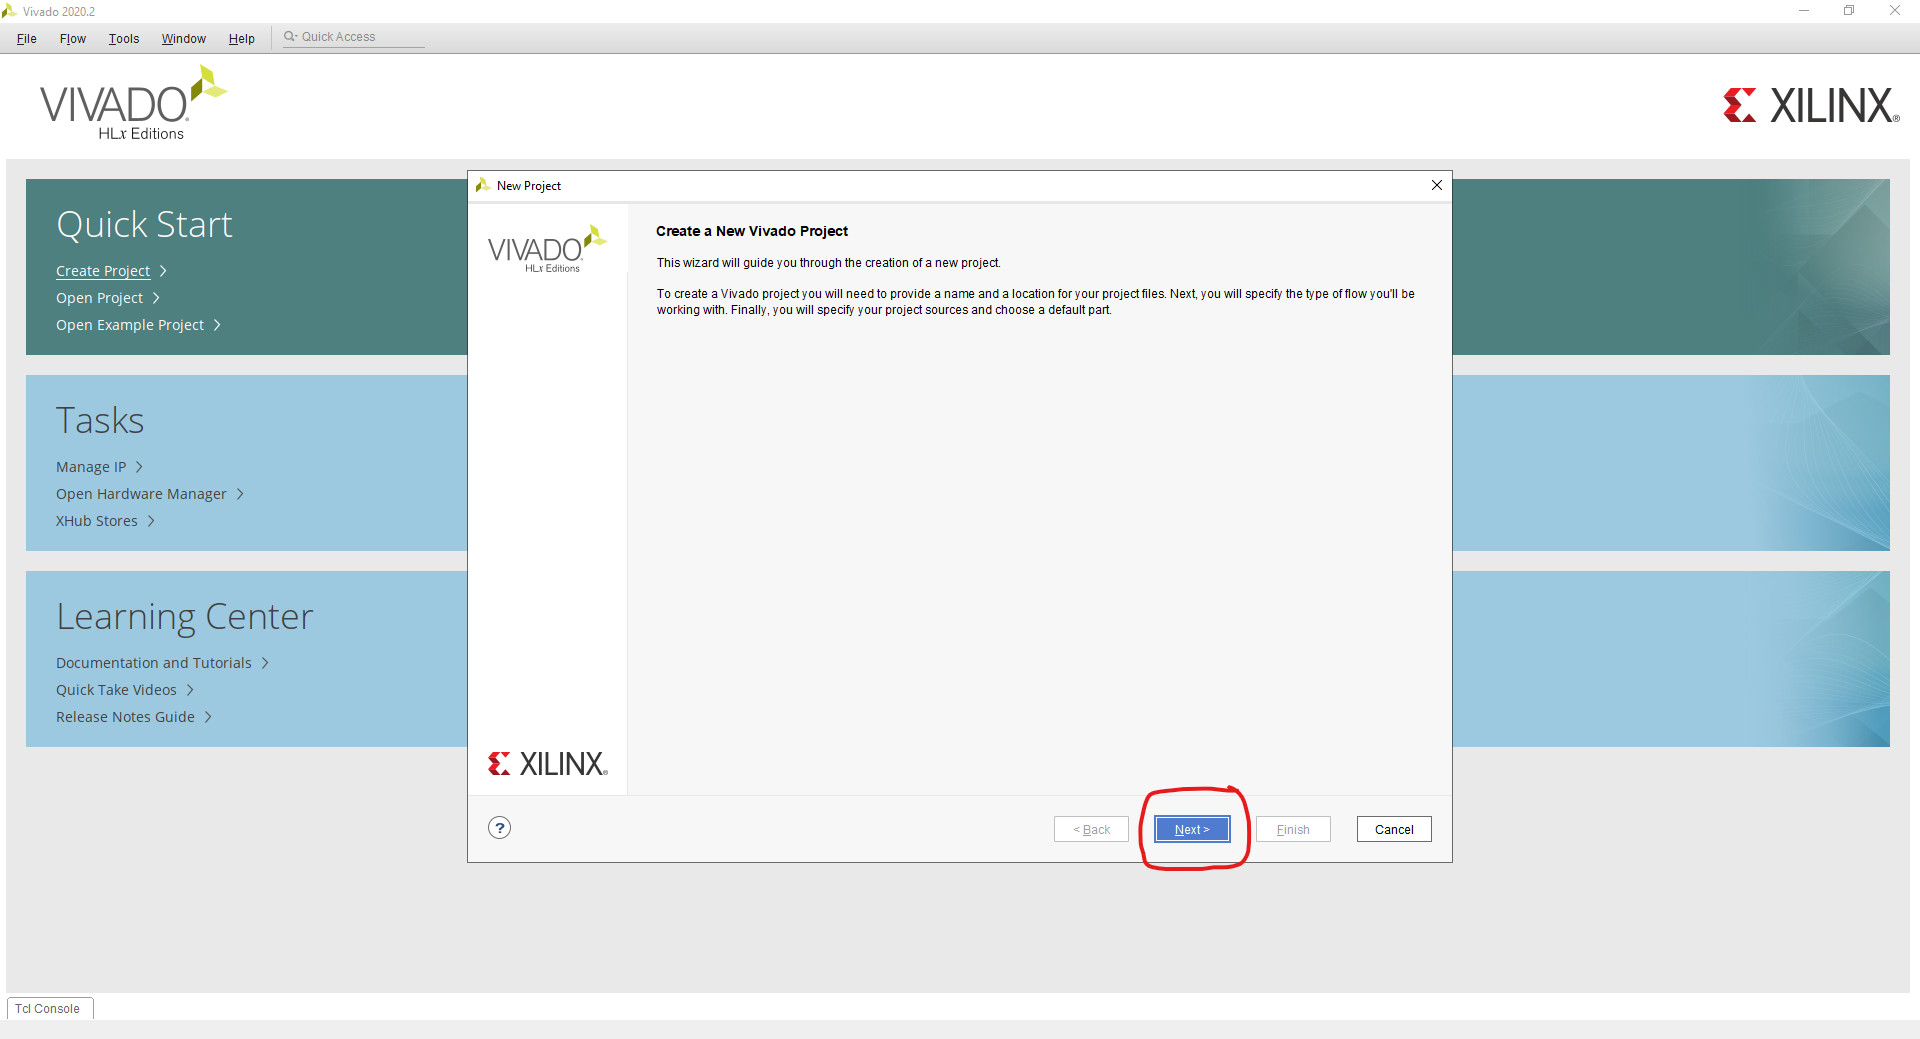 Vivado 2020.2
File Flow Tools Window Help Quick Access
VIVADO.
HLx Editions
XILINX®
Quick Start
Create Project
Open Project
Open Example Project
Tasks
Manage IP
Open Hardware Manager
XHub Stores
Learning Center
Documentation and Tutorials
Quick Take Videos
Release Notes Guide
New Project
VIVADO.
HLx Editions
Create a New Vivado Project
This wizard will guide you through the creation of a new project.
To create a Vivado project you will need to provide a name and a location for your project files. Next, you will specify the type of flow you'll be
working with. Finally, you will specify your project sources and choose a default part.
XILINX®
? < Back Next > Finish Cancel
Tcl Console